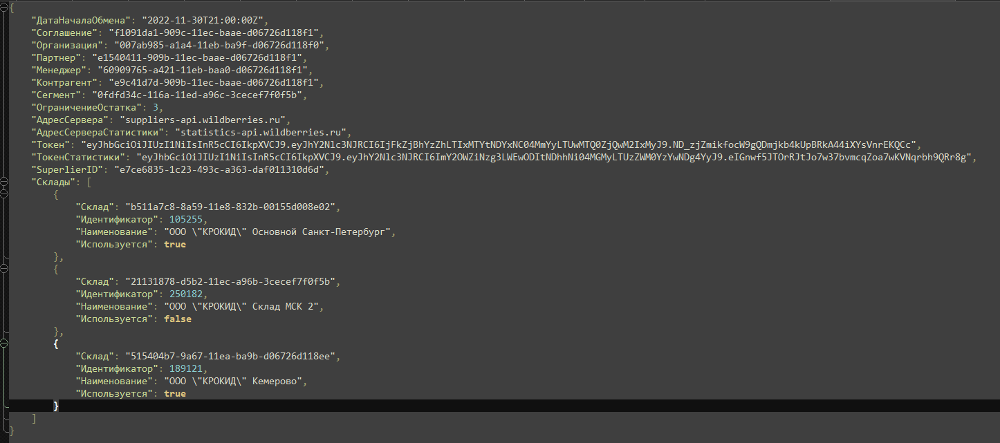 {
"ДатаНачалаОбмена": "2022-11-30T21:00:00Z",
"Соглашение": "f1091da1-909c-11ec-baae-d06726d118f1",
"Организация": "007ab985-a1a4-11eb-ba9f-d06726d118f0",
"Партнер": "e1540411-909b-11ec-baae-d06726d118f1",
"Менеджер": "60909765-a421-11eb-baa0-d06726d118f1",
"Контрагент": "e9c41d7d-909b-11ec-baae-d06726d118f1",
"Сегмент": "0fdfd34c-116a-11ed-a96c-3cecef7f0f5b",
"ОграничениеОстатка": 3,
"АдресСервера": "suppliers-api.wildberries.ru",
"АдресСервераСтатистики": "statistics-api.wildberries.ru",
"Токен": "eyJhbGciOiJIUzI1NiIsInR5cCI6IkpXVCJ9.eyJhY2Nlc3NJRCI6IjFkZjBhYzZhLTIxMTYtNDYxNC04MmYyLTUwMTQ0ZjQwM2IxMyJ9.ND_zjZmikfocW9gQDmjkb4kUpBRkA44iXYsVnrEKQCc",
"ТокенСтатистики": "eyJhbGciOiJIUzI1NiIsInR5cCI6IkpXVCJ9.eyJhY2Nlc3NJRCI6ImY2OWZiNzg3LWEwODItNDhhNi04MGMyLTUzZWM0YzYwNDg4YyJ9.eIGnwf5JTOrRJtJo7w37bvmcqZoa7wKVNqrbh9QRr8g",
"SuperlierID": "e7ce6835-1c23-493c-a363-daf011310d6d",
"Склады": [
{
"Склад": "b511a7c8-8a59-11e8-832b-00155d008e02",
"Идентификатор": 105255,
"Наименование": "ООО \"КРОКИД\" Основной Санкт-Петербург",
"Используется": true
},
{
"Склад": "21131878-d5b2-11ec-a96b-3cecef7f0f5b",
"Идентификатор": 250182,
"Наименование": "ООО \"КРОКИД\" Склад МСК 2",
"Используется": false
},
{
"Склад": "515404b7-9a67-11ea-ba9b-d06726d118ee",
"Идентификатор": 189121,
"Наименование": "ООО \"КРОКИД\" Кемерово",
"Используется": true
}
]
}